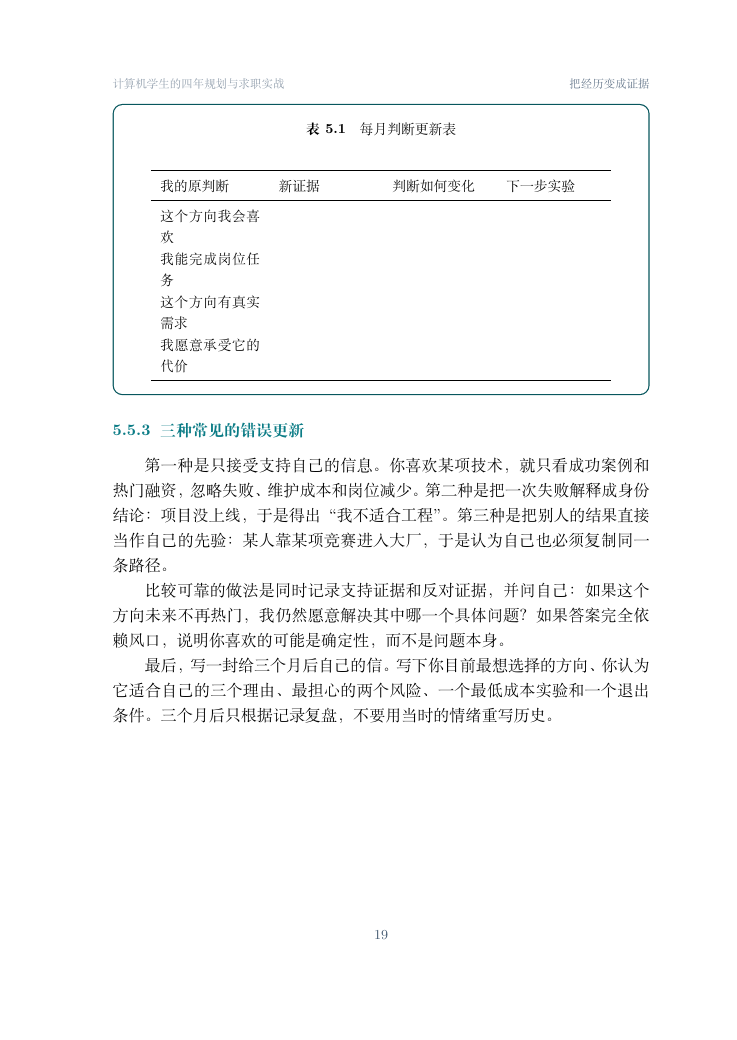 计算机学生的四年规划与求职实战 把经历变成证据
表 5.1 每月判断更新表
我的原判断 新证据 判断如何变化 下一步实验
这个方向我会喜
欢
我能完成岗位任
务
这个方向有真实
需求
我愿意承受它的
代价
5.5.3 三种常见的错误更新
第一种是只接受支持自己的信息。你喜欢某项技术，就只看成功案例和
热门融资，忽略失败、维护成本和岗位减少。第二种是把一次失败解释成身份
结论：项目没上线，于是得出“我不适合工程”。第三种是把别人的结果直接
当作自己的先验：某人靠某项竞赛进入大厂，于是认为自己也必须复制同一
条路径。
比较可靠的做法是同时记录支持证据和反对证据，并问自己：如果这个
方向未来不再热门，我仍然愿意解决其中哪一个具体问题？如果答案完全依
赖风口，说明你喜欢的可能是确定性，而不是问题本身。
最后，写一封给三个月后自己的信。写下你目前最想选择的方向、你认为
它适合自己的三个理由、最担心的两个风险、一个最低成本实验和一个退出
条件。三个月后只根据记录复盘，不要用当时的情绪重写历史。
19